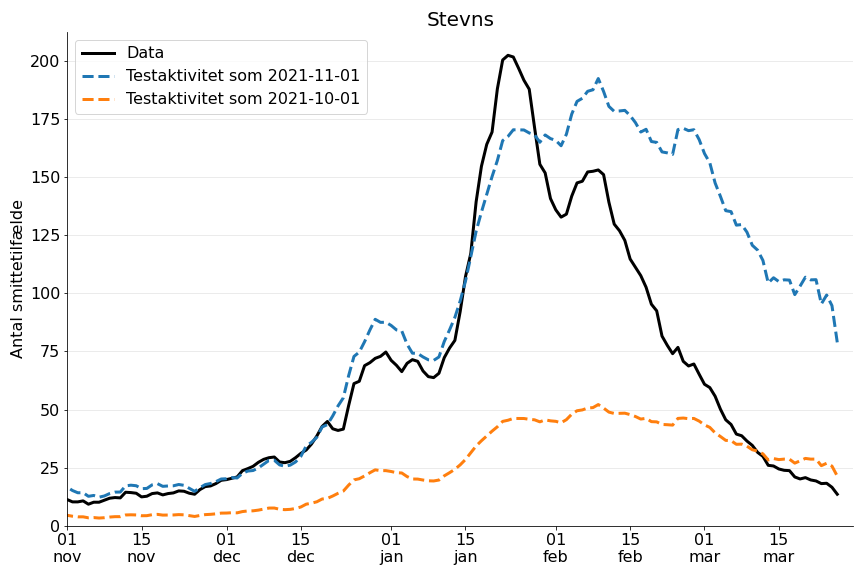 Stevns
Data
Testaktivitet som 2021-11-01
Testaktivitet som 2021-10-01
Antal smittetilfælde
200
175
150
125
100
75
50
25
0
01 15 01 15 01 15 01 15 01 15
nov nov dec dec jan jan feb feb mar mar